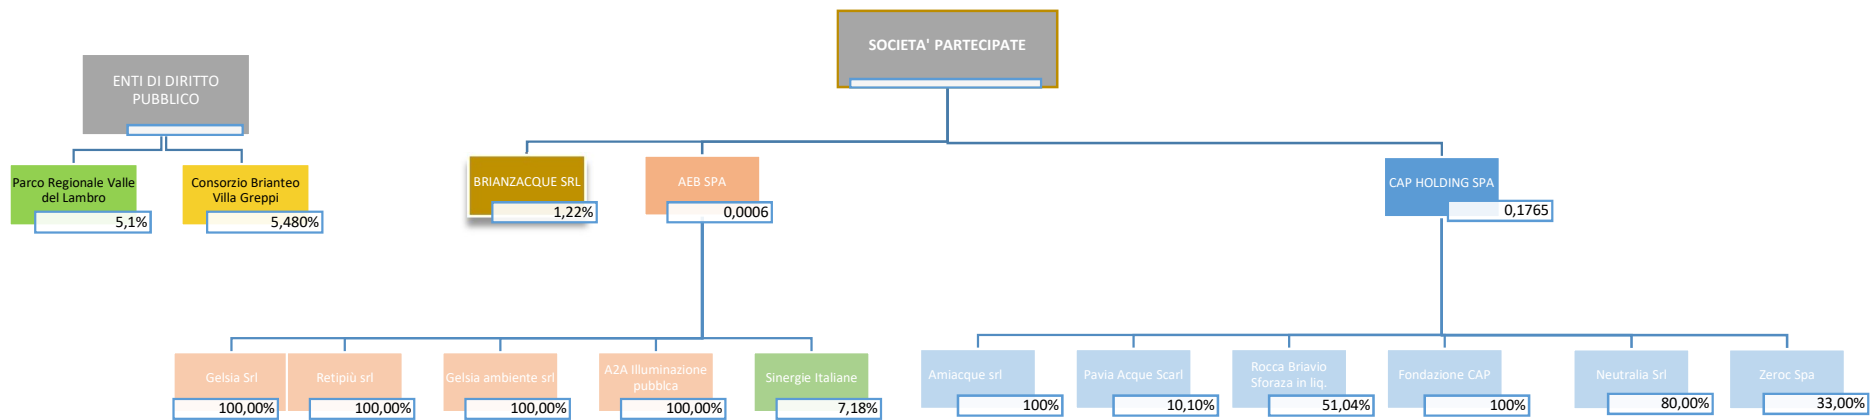 SOCIETA' PARTECIPATE
ENTI DI DIRITTO
PUBBLICO
Parco Regionale Valle
del Lambro
5,1%
Consorzio Brianteo
Villa Greppi
5,480%
BRIANZACQUE SRL
1,22%
AEB SPA
0,0006
CAP HOLDING SPA
0,1765
Gelsia Srl
100,00%
Retipiù srl
100,00%
Gelsia ambiente srl
100,00%
A2A Illuminazione
pubblca
100,00%
Sinergie Italiane
7,18%
Amiacque srl
100%
Pavia Acque Scarl
10,10%
Rocca Briavio
Sforaza in liq.
51,04%
Fondazione CAP
100%
Neutralia Srl
80,00%
Zeroc Spa
33,00%